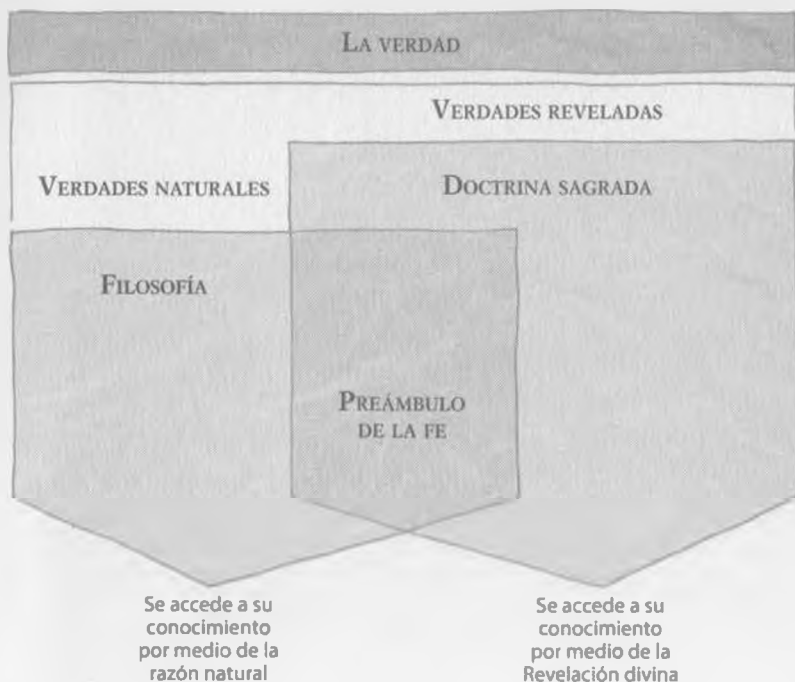 LA VERDAD
VERDADES REVELADAS
VERDADES NATURALES
DOCTRINA SAGRADA
FILOSOFÍA
PREÁMBULO
DE LA FE
Se accede a su
conocimiento
por medio de la
razón natural
Se accede a su
conocimiento
por medio de la
Revelación divina